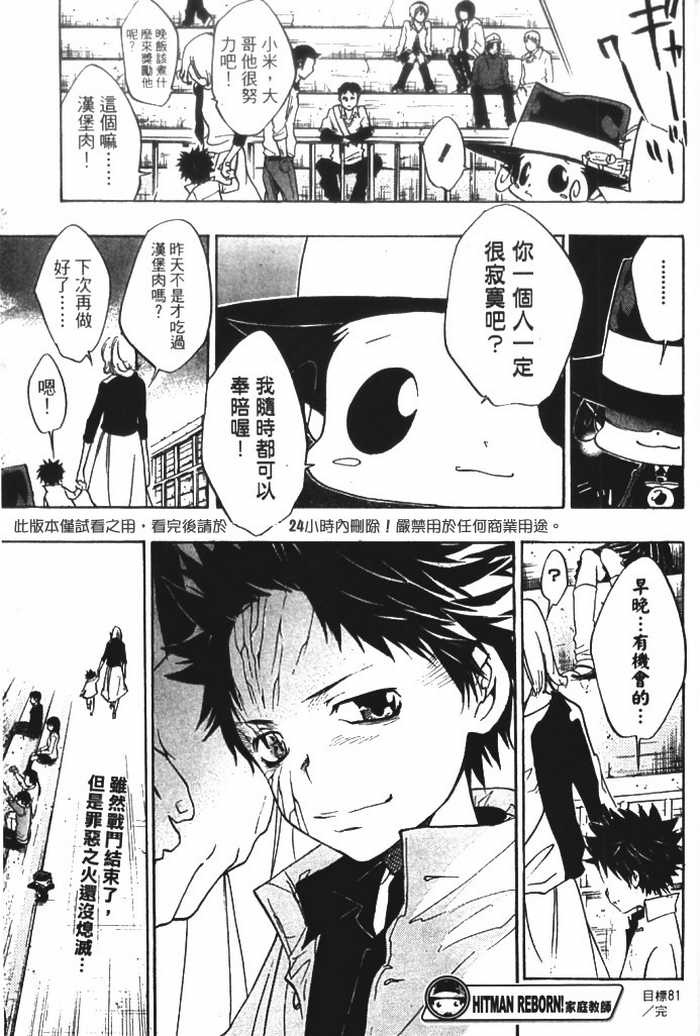 小米，大
哥他很努
力吧！
晚飯該煮什
麼來獎勵他
呢？
這個嘛……
漢堡肉！
………
你一個人一定
很寂寞吧？
我隨時都可以
奉陪喔！
昨天不是才吃過
漢堡肉嗎？
下次再做
好了……
嗯！
此版本僅試看之用，看完後請於
24小時內刪除！嚴禁用於任何商業用途。
早晚…有機會的…
？
雖然戰鬥結束了，
但是罪惡之火還沒熄滅…
HITMAN REBORN!家庭教師
目標81
／完